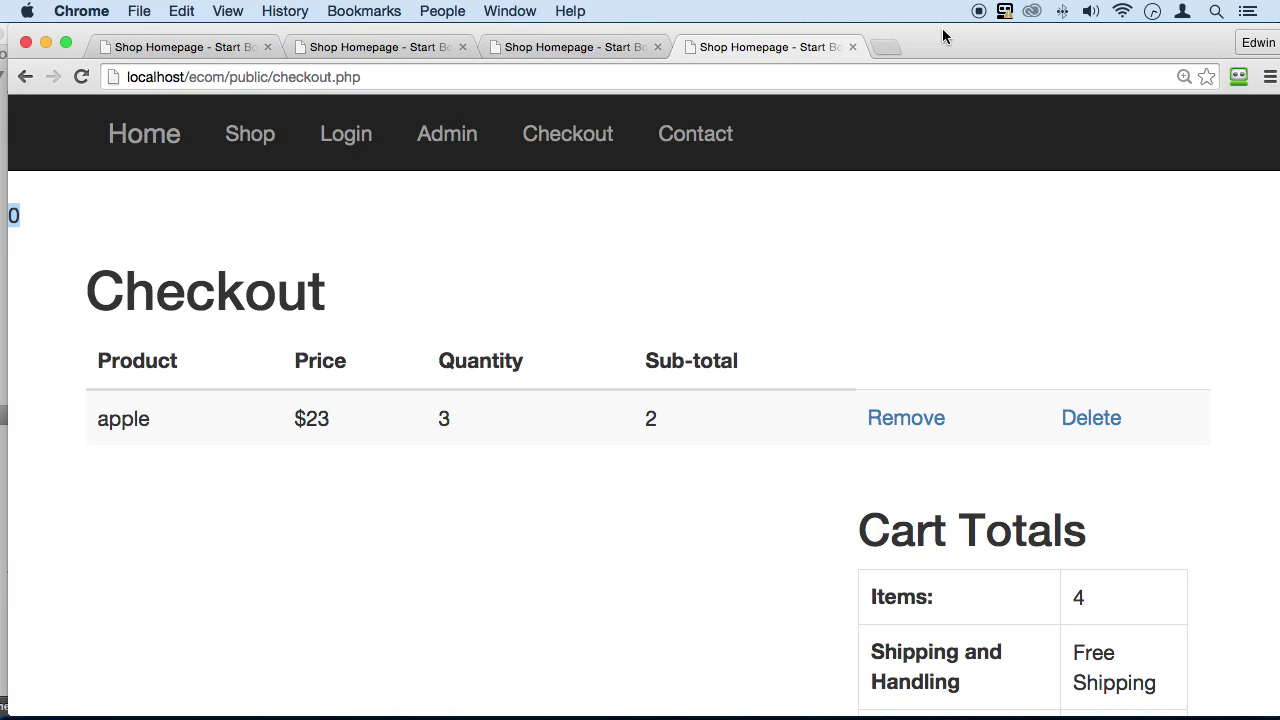 Chrome File Edit View History Bookmarks People Window Help
Shop Homepage - Start Bo Shop Homepage - Start Bo Shop Homepage - Start Bo Shop Homepage - Start Bo Edwin
localhost/ecom/public/checkout.php
Home Shop Login Admin Checkout Contact
0
Checkout
Product Price Quantity Sub-total
apple $23 3 2 Remove Delete
Cart Totals
Items: 4
Shipping and Free
Handling Shipping